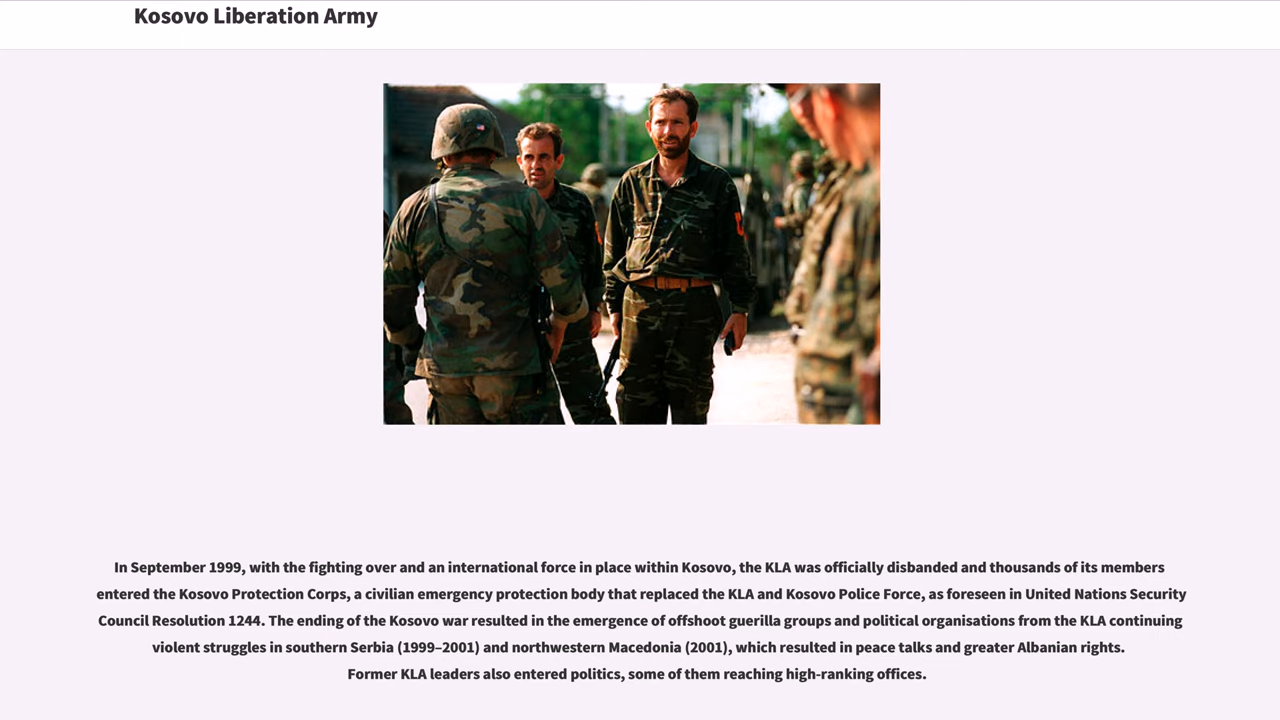 Kosovo Liberation Army
In September 1999, with the fighting over and an international force in place within Kosovo, the KLA was officially disbanded and thousands of its members
entered the Kosovo Protection Corps, a civilian emergency protection body that replaced the KLA and Kosovo Police Force, as foreseen in United Nations Security
Council Resolution 1244. The ending of the Kosovo war resulted in the emergence of offshoot guerilla groups and political organisations from the KLA continuing
violent struggles in southern Serbia (1999–2001) and northwestern Macedonia (2001), which resulted in peace talks and greater Albanian rights.
Former KLA leaders also entered politics, some of them reaching high-ranking offices.